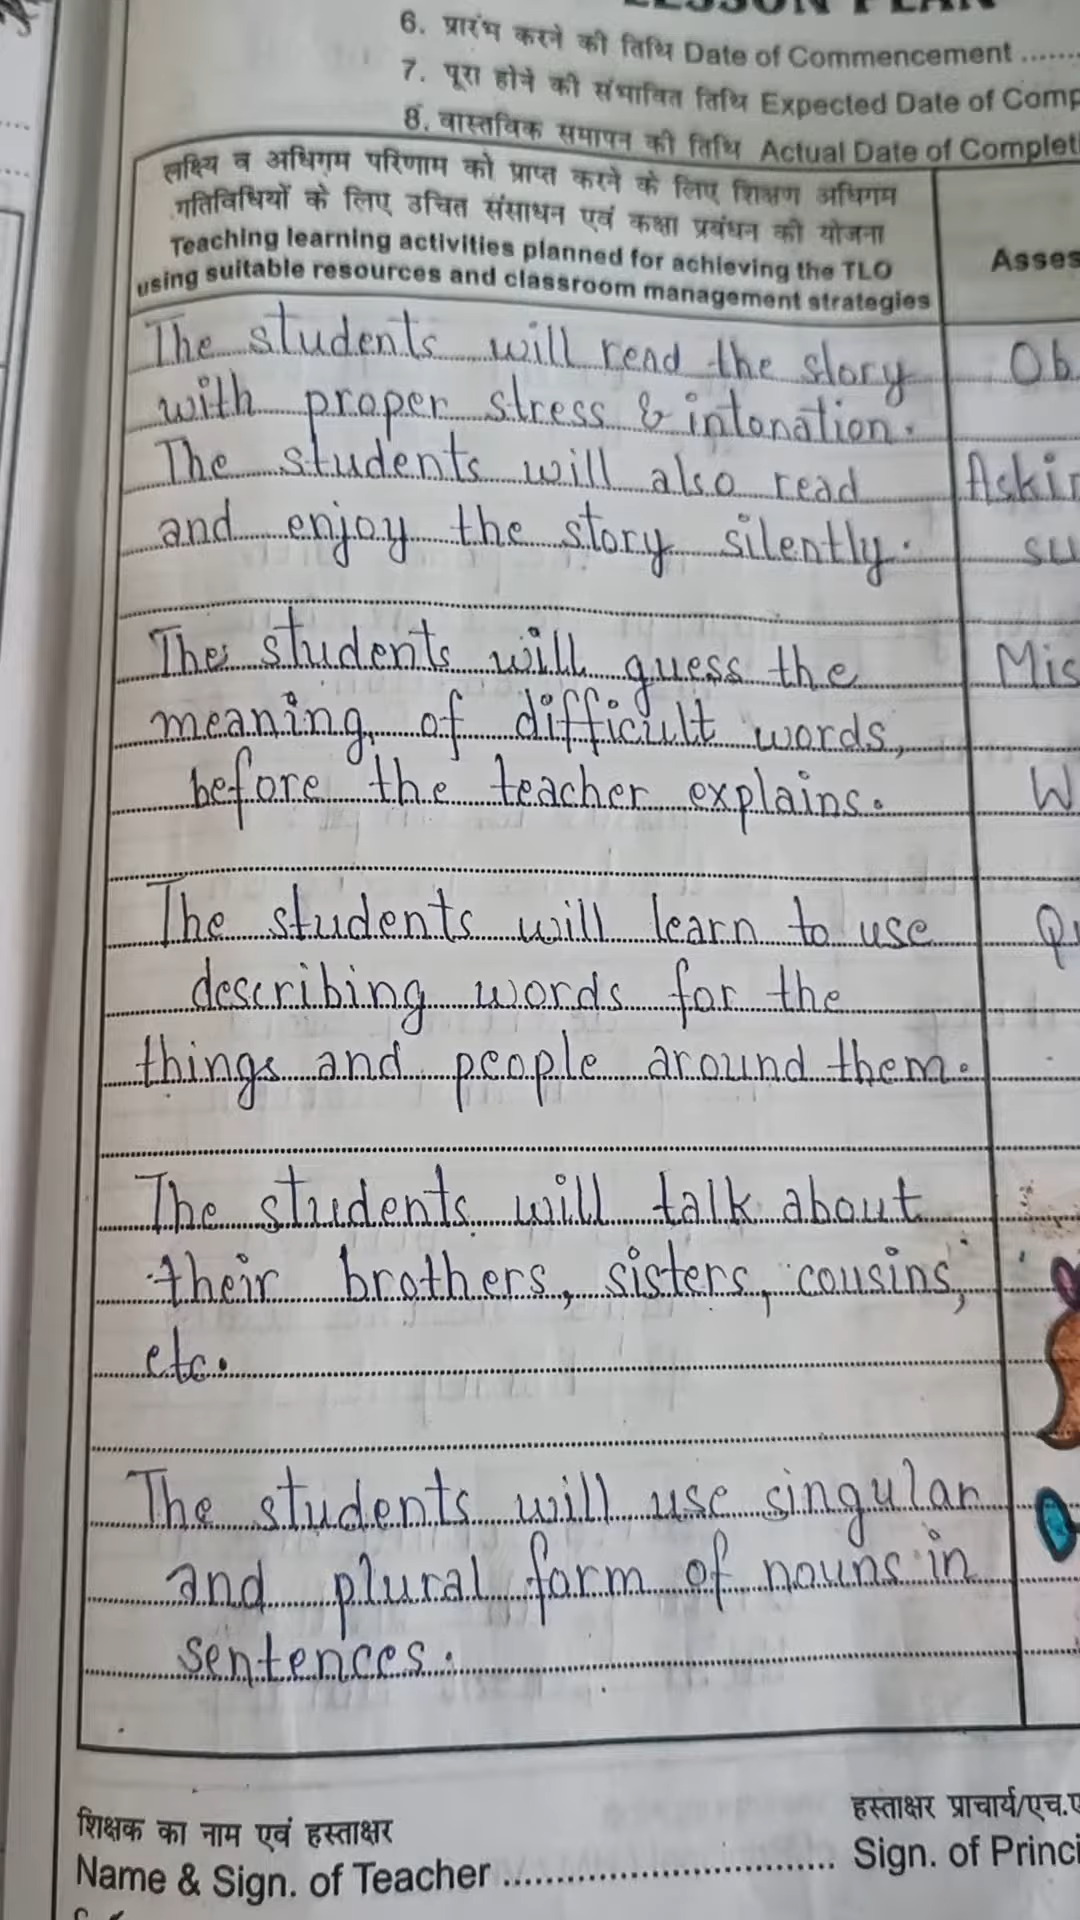 LESSON PLAN
6. प्रारंभ करने की तिथि Date of Commencement ......
7. पूरा होने की संभावित तिथि Expected Date of Comp
8. वास्तविक समापन की तिथि Actual Date of Completi
लक्ष्यि व अधिगम परिणाम को प्राप्त करने के लिए शिक्षण अधिगम
गतिविधियों के लिए उचित संसाधन एवं कक्षा प्रबंधन की योजना
Teaching learning activities planned for achieving the TLO
using suitable resources and classroom management strategies
Asses
The students will read the story
Ob
with proper stress & intonation.
The students will also read
Askin
and enjoy the story silently.
su
The students will guess the
Mis
meaning of difficult words,
before the teacher explains.
W
The students will learn to use
Qu
describing words for the
things and people around them.
The students will talk about
their brothers, sisters, cousins,
etc.
The students will use singular
and plural form of nouns in
sentences.
शिक्षक का नाम एवं हस्ताक्षर
हस्ताक्षर प्राचार्य/एच.ए
Name & Sign. of Teacher ..............................
Sign. of Princi